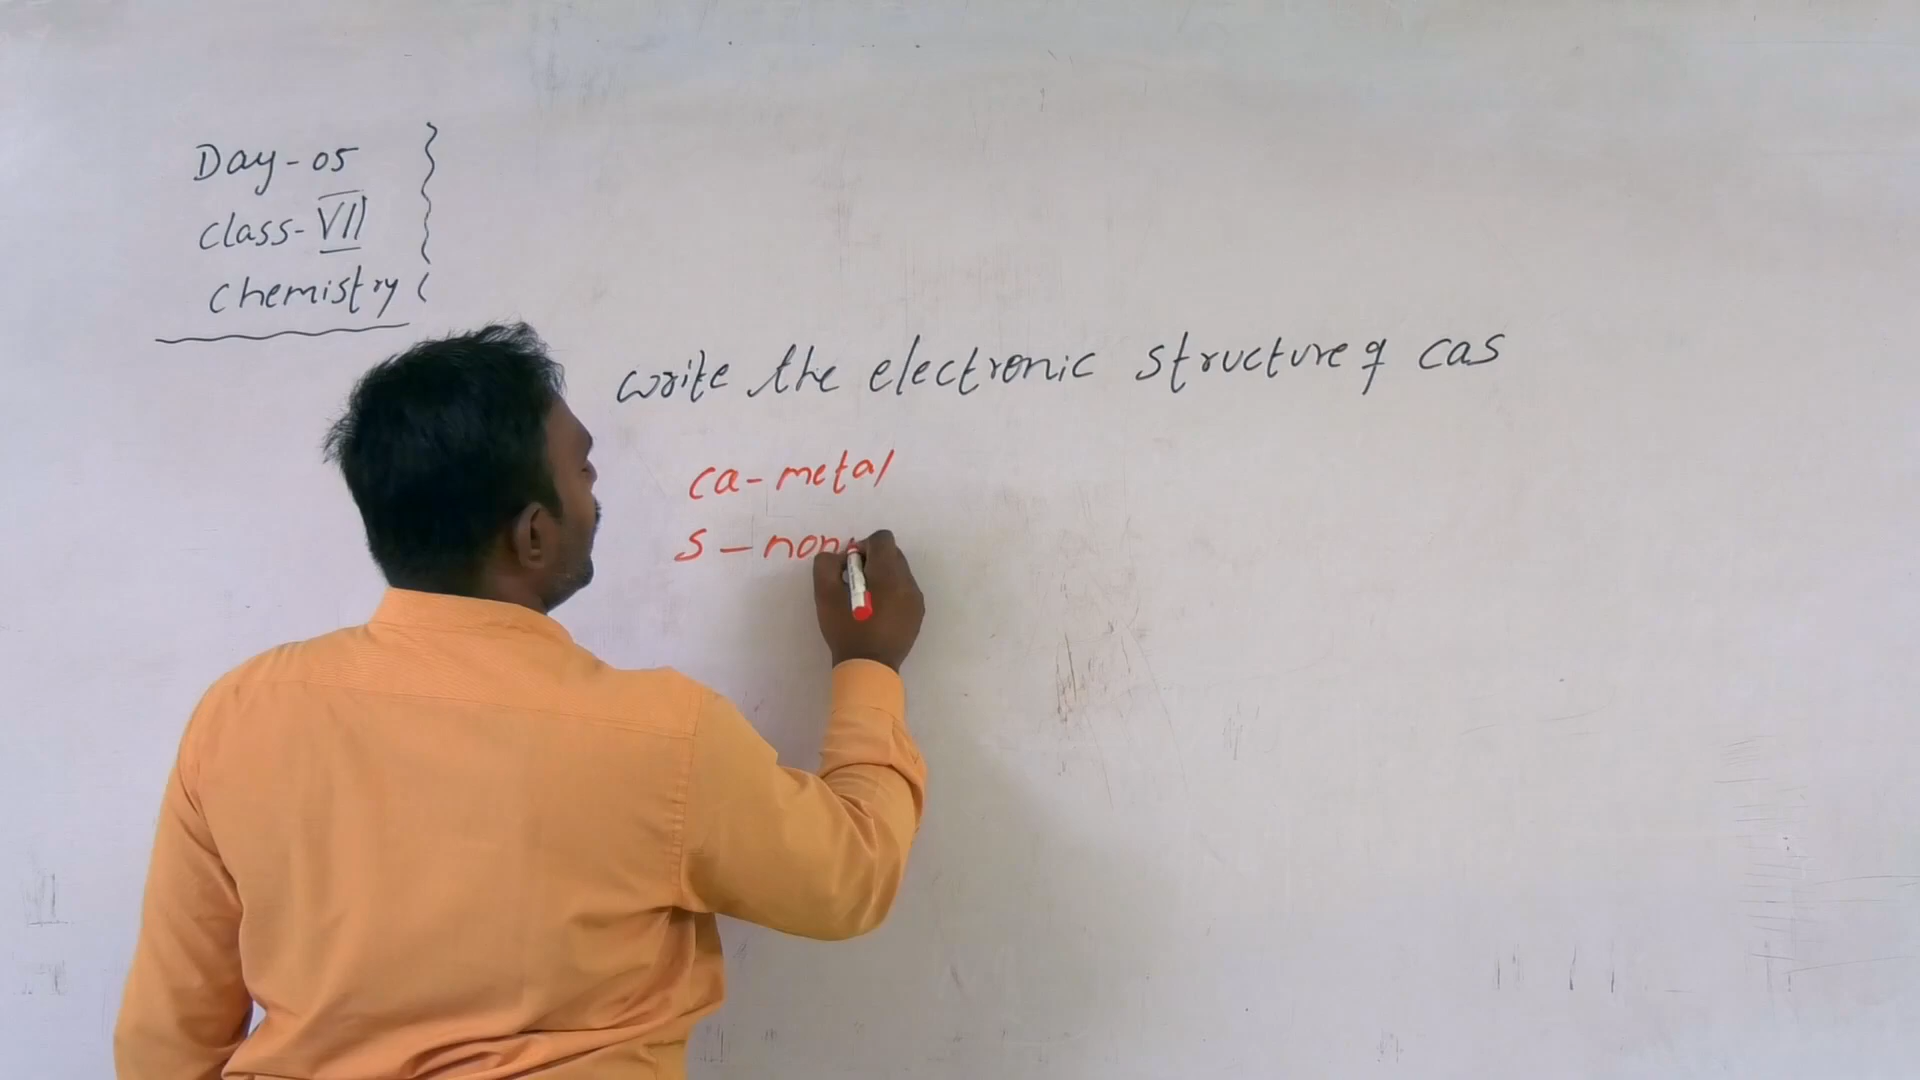 Day-05
class-VII
chemistry
write the electronic structure of cas
ca-metal
s-non